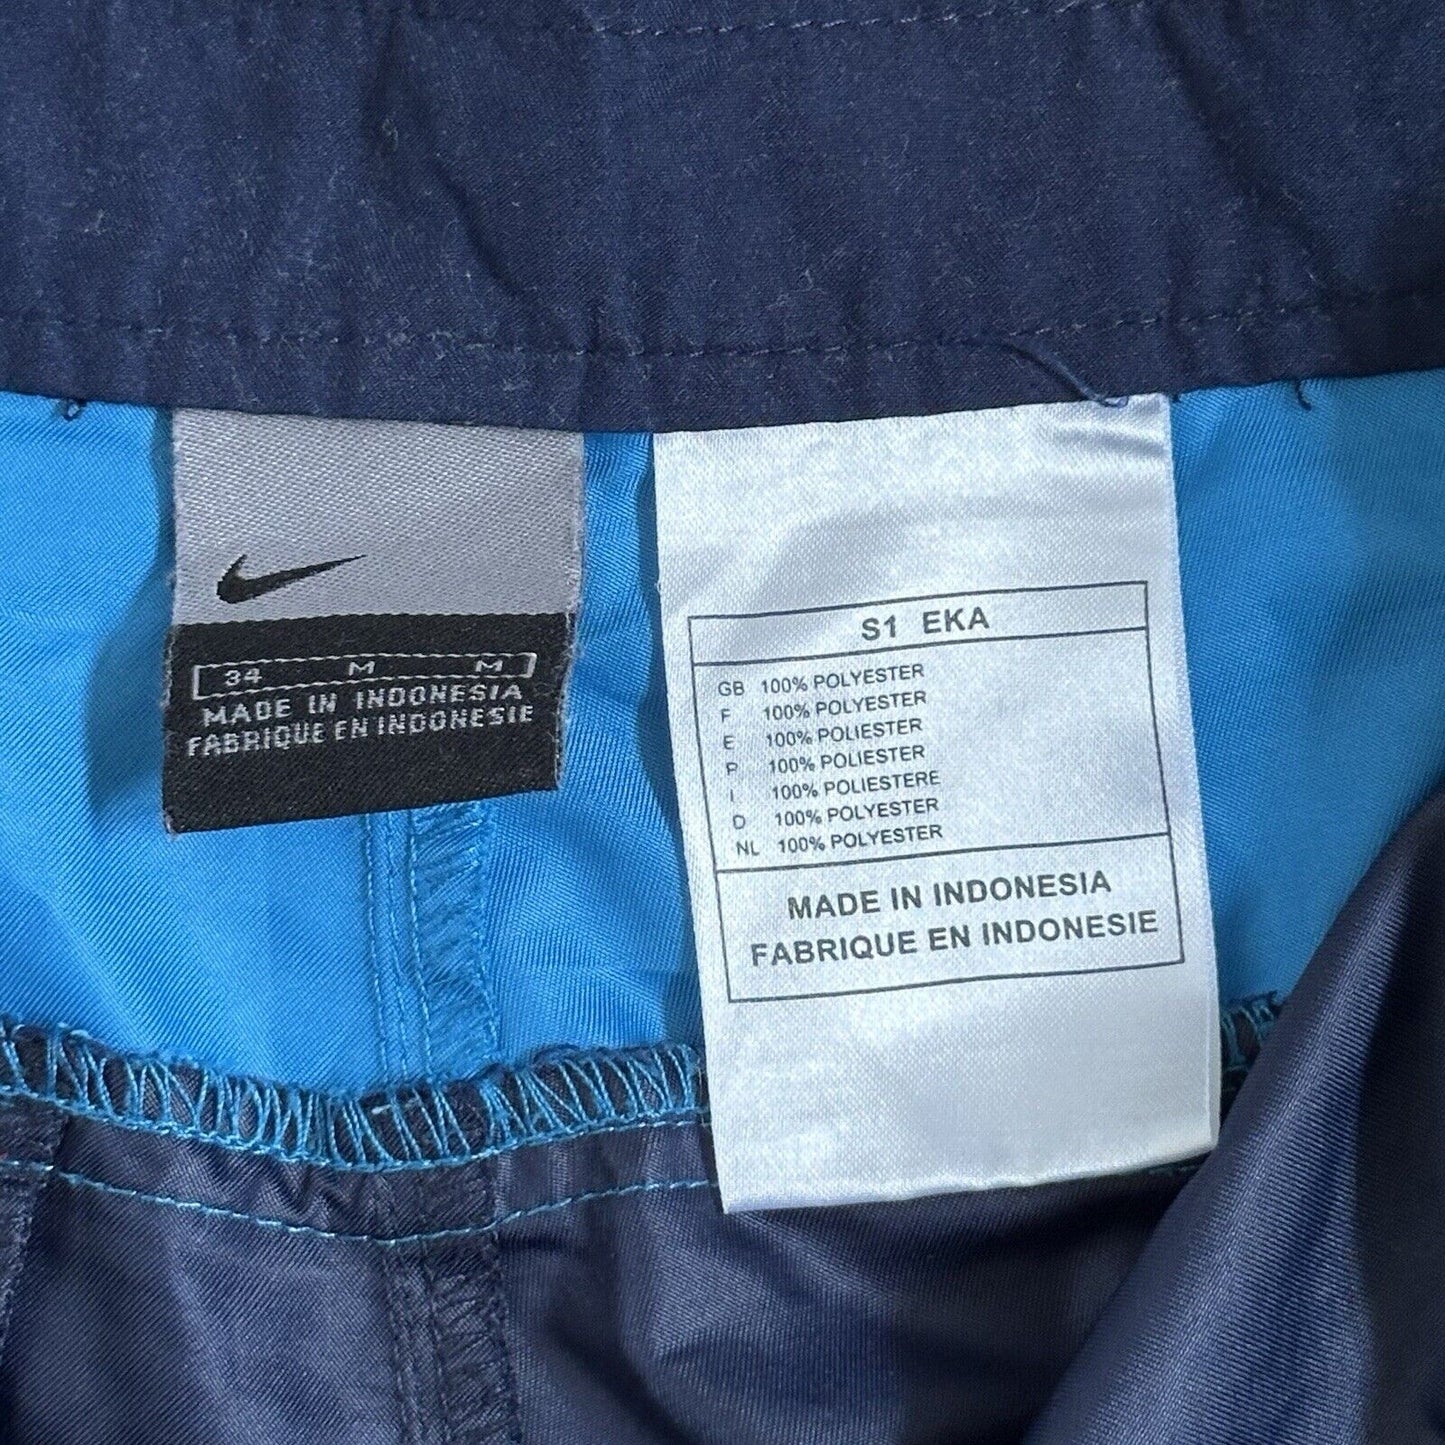 34 M M
MADE IN INDONESIA
FABRIQUE EN INDONESIE
S1 EKA
GB 100% POLYESTER
F 100% POLYESTER
E 100% POLIESTER
P 100% POLIESTER
I 100% POLIESTERE
D 100% POLYESTER
NL 100% POLYESTER
MADE IN INDONESIA
FABRIQUE EN INDONESIE